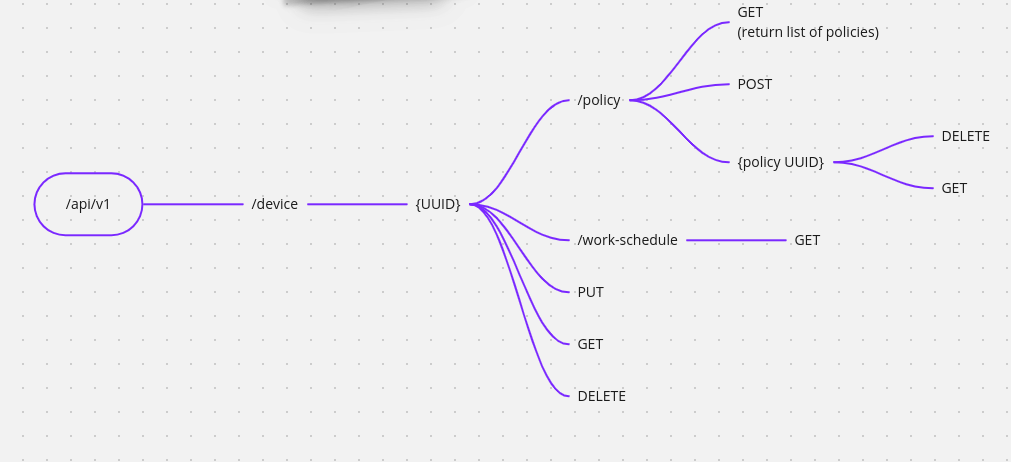 /api/v1
/device
{UUID}
/policy
GET
(return list of policies)
POST
{policy UUID}
DELETE
GET
/work-schedule
GET
PUT
GET
DELETE